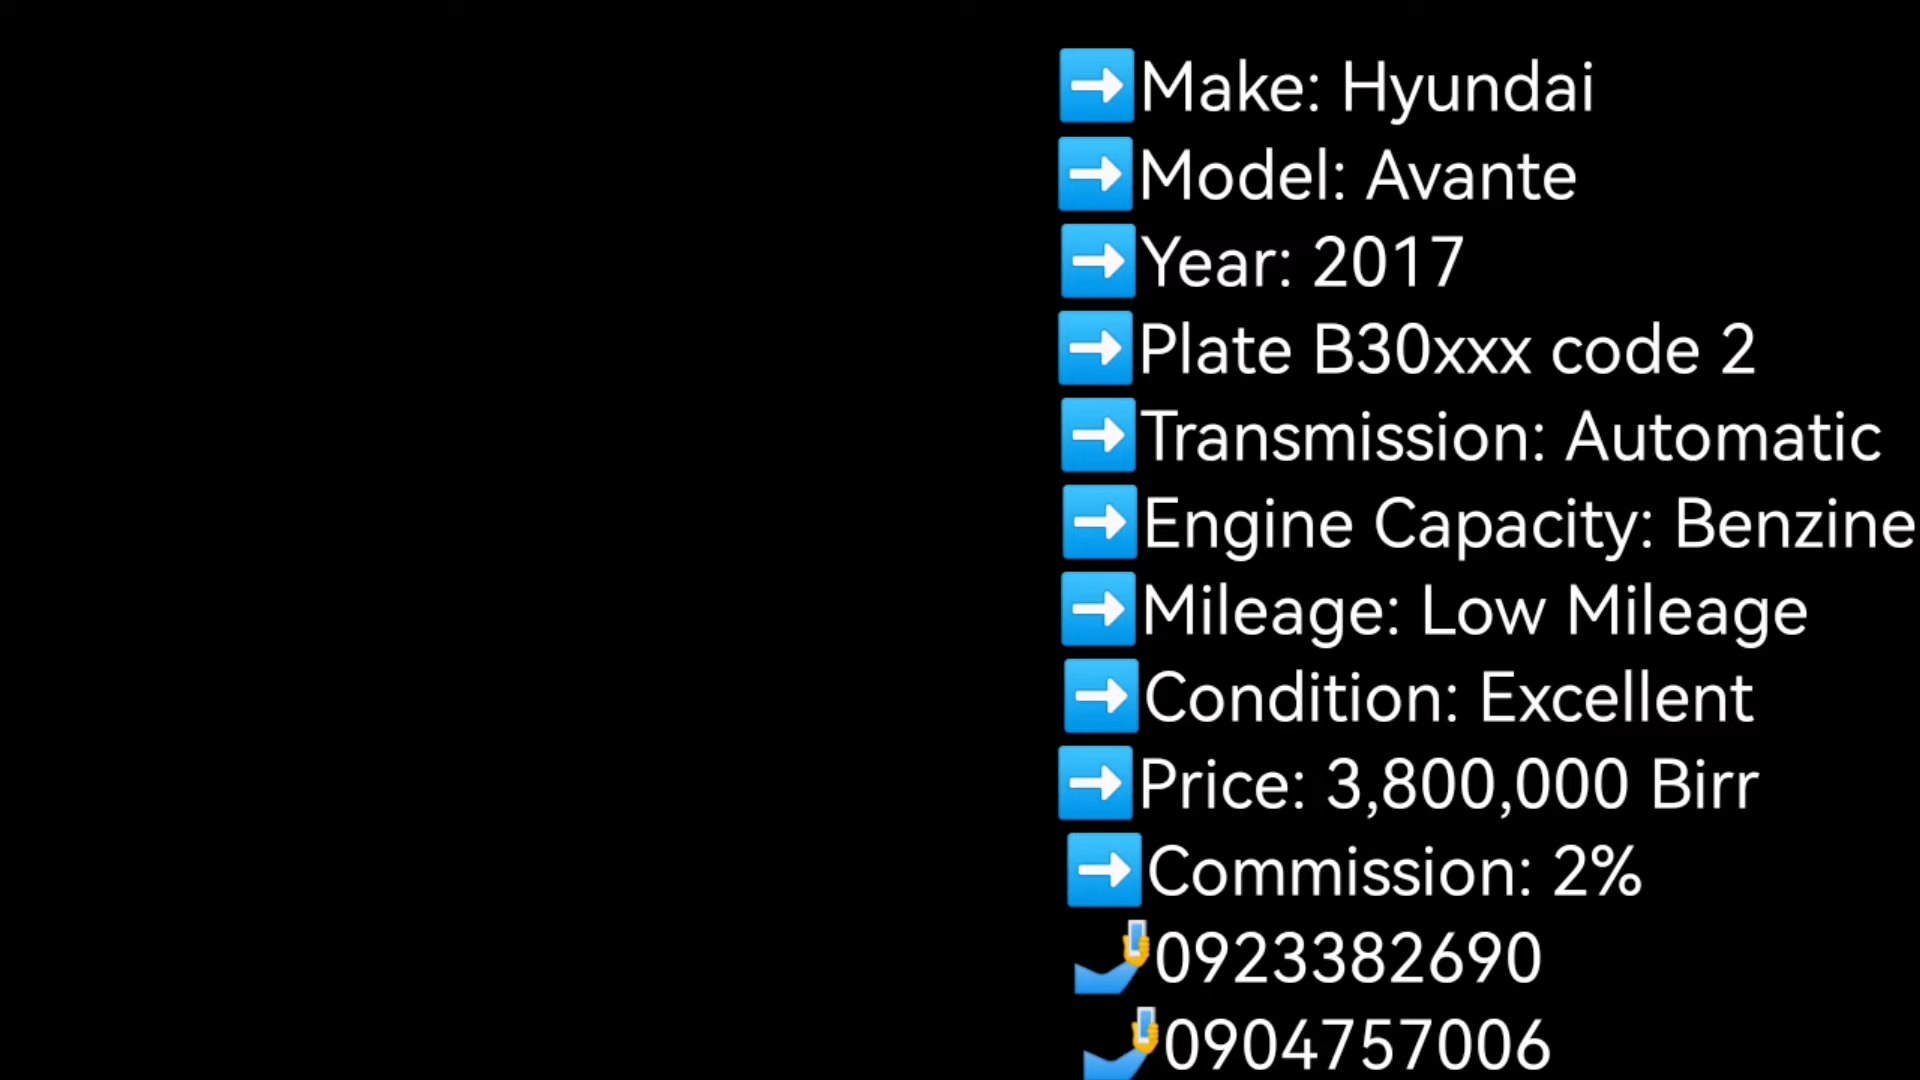 ➡Make: Hyundai
➡Model: Avante
➡Year: 2017
➡Plate B30xxx code 2
➡Transmission: Automatic
➡Engine Capacity: Benzine
➡Mileage: Low Mileage
➡Condition: Excellent
➡Price: 3,800,000 Birr
➡Commission: 2%
🤳0923382690
🤳0904757006